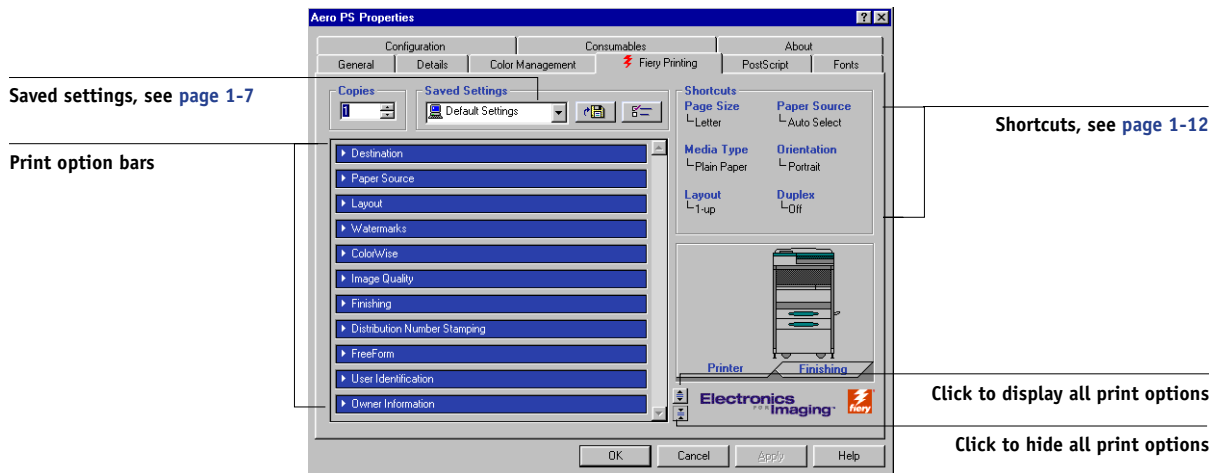 Aero PS Properties
Configuration Consumables About
General Details Color Management Fiery Printing PostScript Fonts
Saved settings, see page 1-7
Print option bars
Copies
1
Saved Settings
Default Settings
Destination
Paper Source
Layout
Watermarks
ColorWise
Image Quality
Finishing
Distribution Number Stamping
FreeForm
User Identification
Owner Information
Shortcuts
Page Size Paper Source
Letter Auto Select
Media Type Orientation
Plain Paper Portrait
Layout Duplex
1-up Off
Shortcuts, see page 1-12
Printer Finishing
Electronics
FOR Imaging
fiery
Click to display all print options
Click to hide all print options
OK Cancel Apply Help